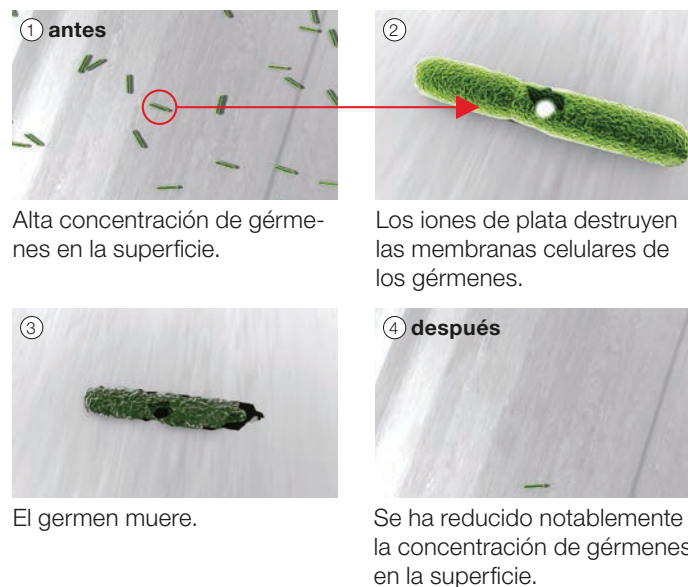 1 antes
Alta concentración de gérme-
nes en la superficie.
2
Los iones de plata destruyen
las membranas celulares de
los gérmenes.
3
El germen muere.
4 después
Se ha reducido notablemente
la concentración de gérmenes
en la superficie.